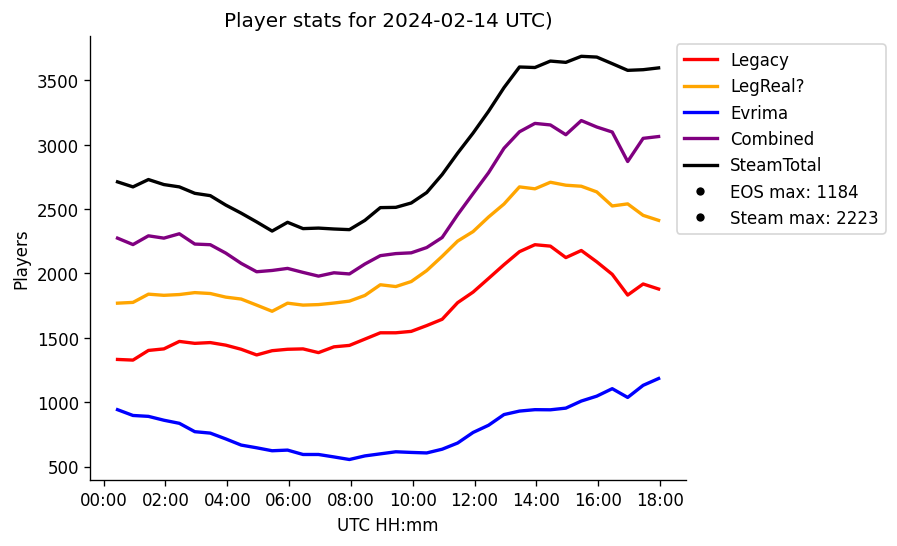 Player stats for 2024-02-14 UTC)
Players
3500
3000
2500
2000
1500
1000
500
00:00 02:00 04:00 06:00 08:00 10:00 12:00 14:00 16:00 18:00
UTC HH:mm
Legacy
LegReal?
Evrima
Combined
SteamTotal
EOS max: 1184
Steam max: 2223